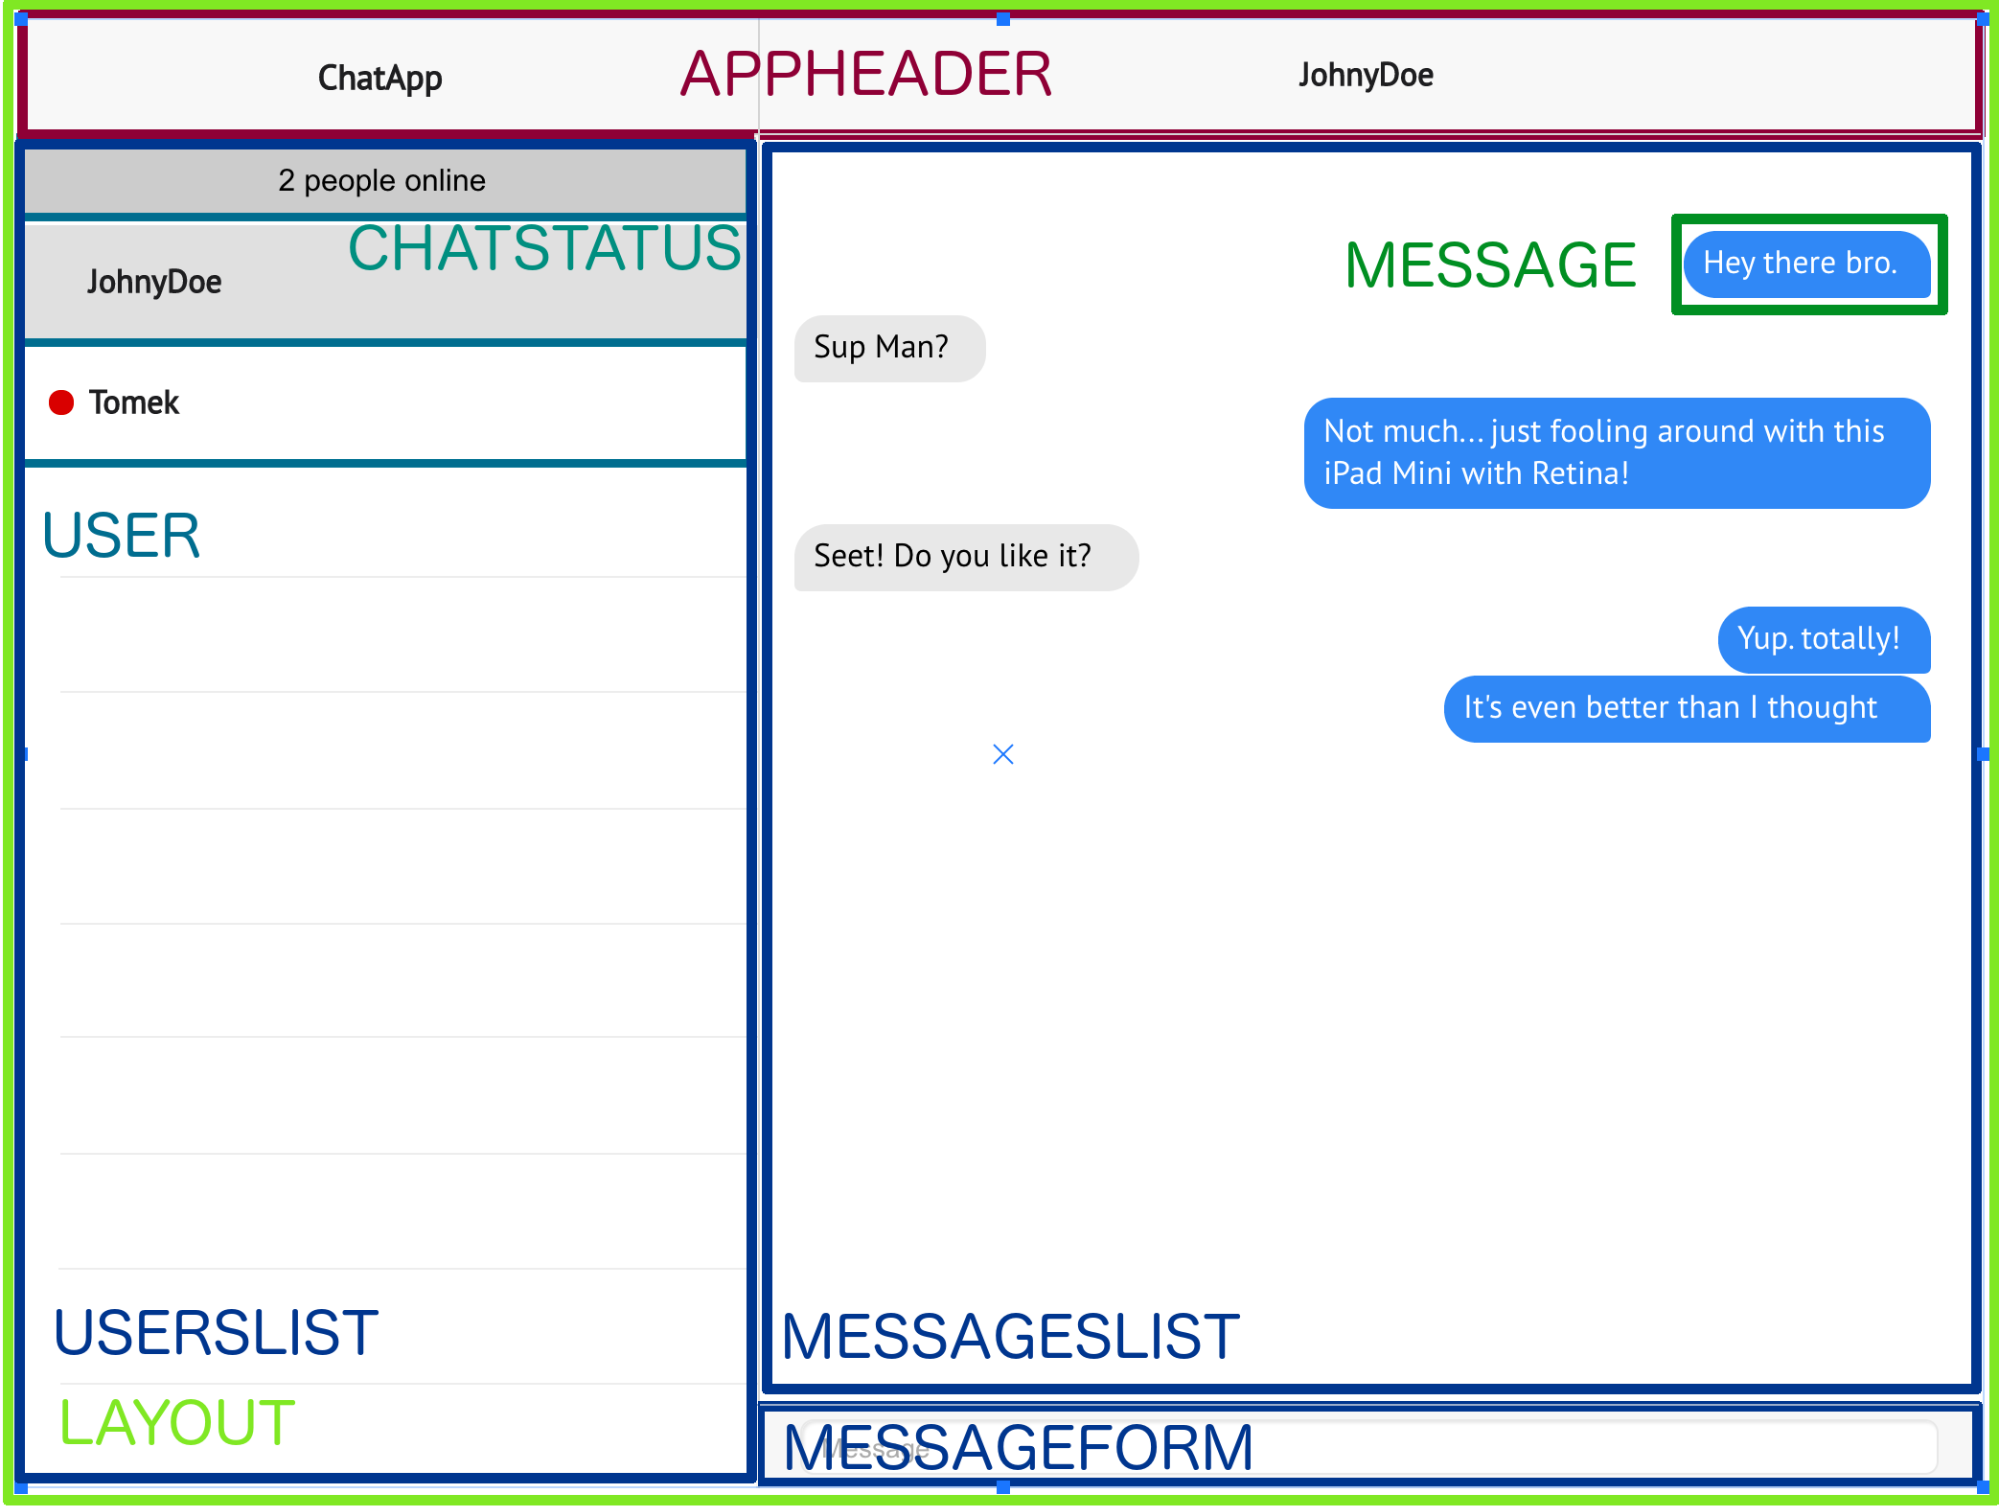 ChatApp
APPHEADER
JohnyDoe
2 people online
CHATSTATUS
JohnyDoe
Tomek
USER
USERSLIST
LAYOUT
MESSAGE
Hey there bro.
Sup Man?
Not much... just fooling around with this
iPad Mini with Retina!
Seet! Do you like it?
Yup. totally!
It's even better than I thought
MESSAGESLIST
MESSAGEFORM
Message